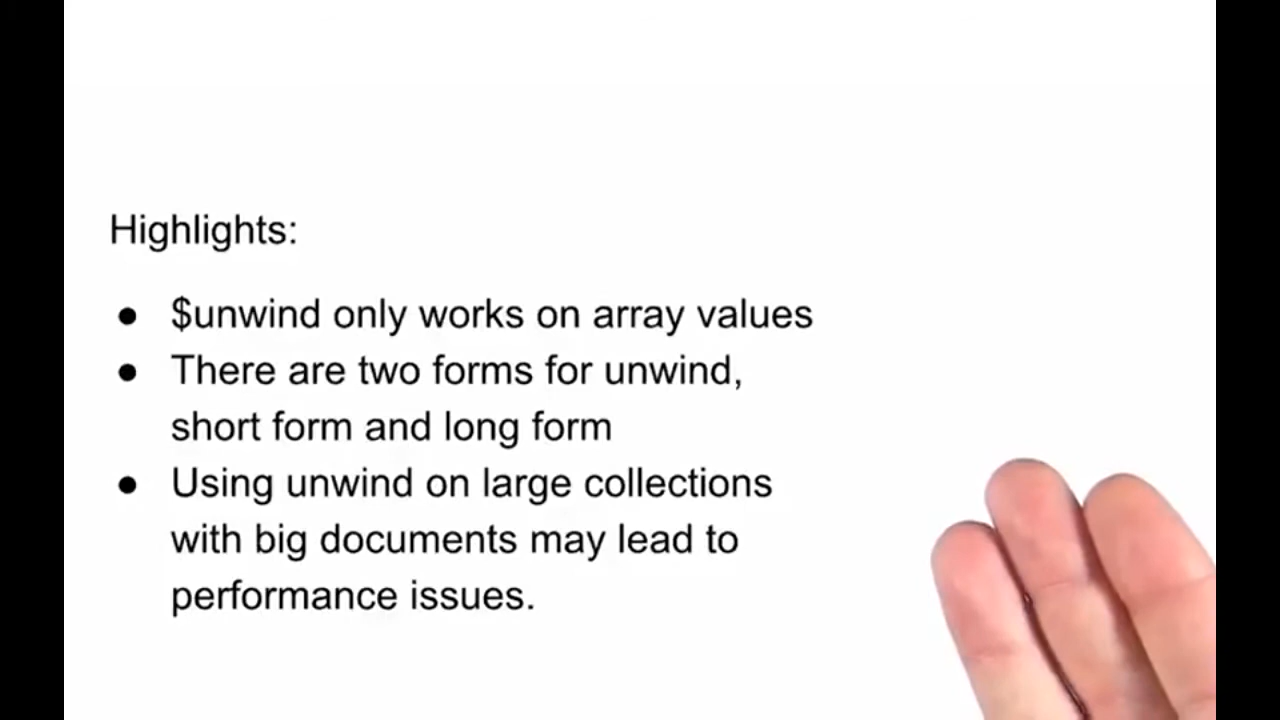 Highlights:
● $unwind only works on array values
● There are two forms for unwind,
short form and long form
● Using unwind on large collections
with big documents may lead to
performance issues.